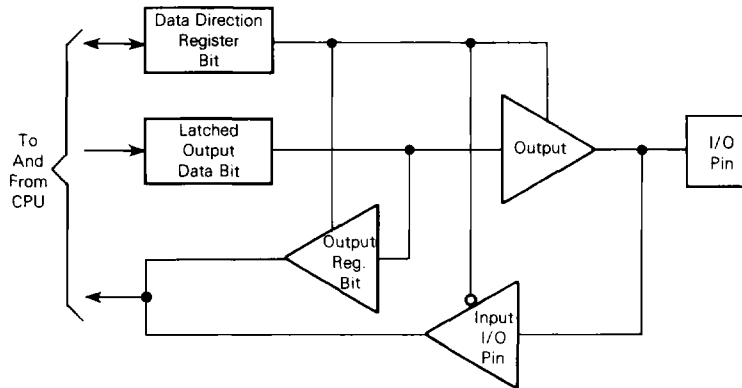 Data Direction
Register
Bit
To
And
From
CPU
Latched
Output
Data Bit
Output
I/O
Pin
Output
Reg.
Bit
Input
I/O
Pin